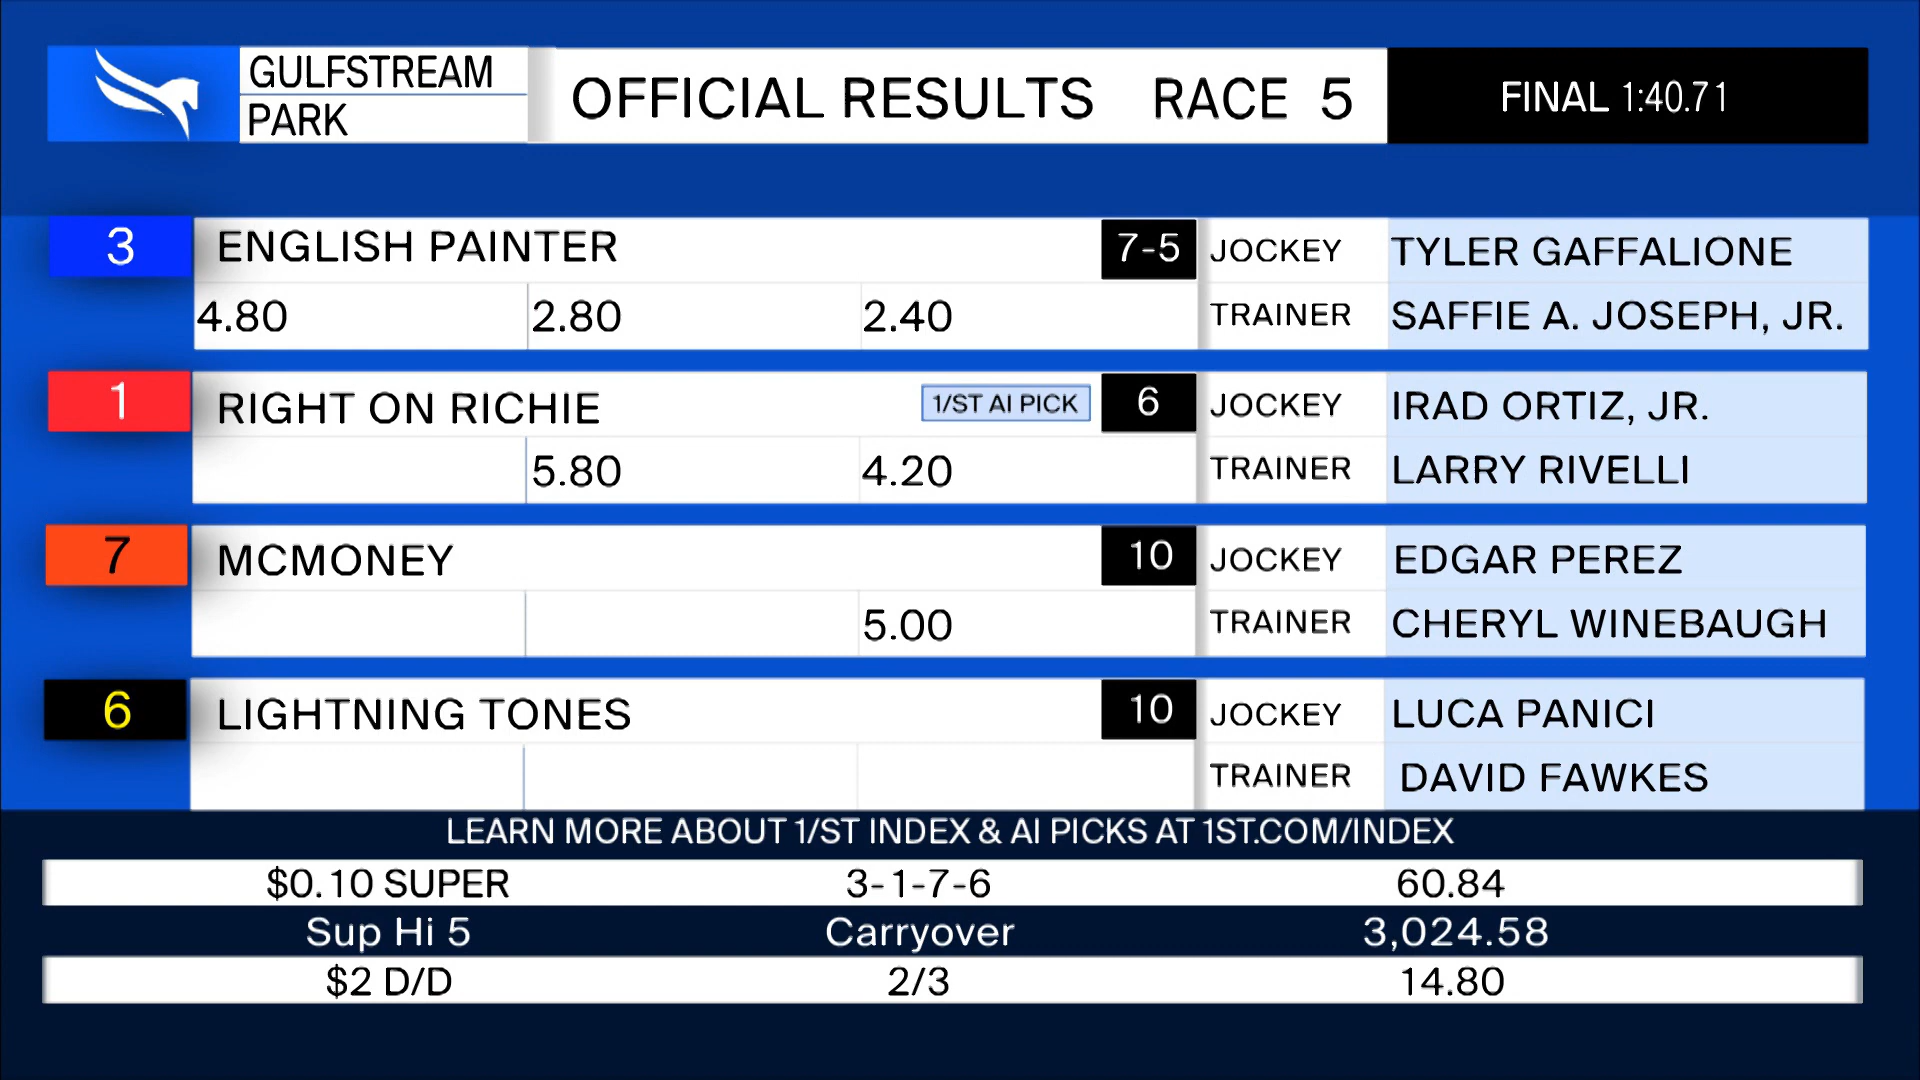 GULFSTREAM
PARK
OFFICIAL RESULTS RACE 5
FINAL 1:40.71
3 ENGLISH PAINTER 7-5 JOCKEY TYLER GAFFALIONE
4.80 2.80 2.40 TRAINER SAFFIE A. JOSEPH, JR.
1 RIGHT ON RICHIE 1/ST AI PICK 6 JOCKEY IRAD ORTIZ, JR.
5.80 4.20 TRAINER LARRY RIVELLI
7 MCMONEY 10 JOCKEY EDGAR PEREZ
5.00 TRAINER CHERYL WINEBAUGH
6 LIGHTNING TONES 10 JOCKEY LUCA PANICI
TRAINER DAVID FAWKES
LEARN MORE ABOUT 1/ST INDEX & AI PICKS AT 1ST.COM/INDEX
$0.10 SUPER 3-1-7-6 60.84
Sup Hi 5 Carryover 3,024.58
$2 D/D 2/3 14.80